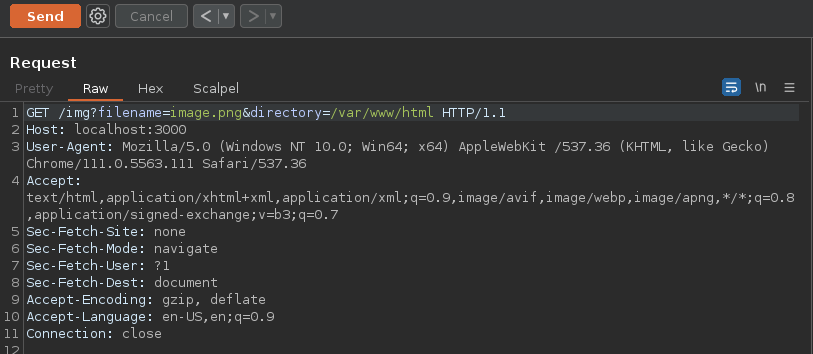 Send Cancel < | ▾ > | ▾
Request
Pretty Raw Hex Scalpel \n
1 GET /img?filename=image.png&directory=/var/www/html HTTP/1.1
2 Host: localhost:3000
3 User-Agent: Mozilla/5.0 (Windows NT 10.0; Win64; x64) AppleWebKit /537.36 (KHTML, like Gecko)
Chrome/111.0.5563.111 Safari/537.36
4 Accept:
text/html,application/xhtml+xml,application/xml;q=0.9,image/avif,image/webp,image/apng,*/*;q=0.8
,application/signed-exchange;v=b3;q=0.7
5 Sec-Fetch-Site: none
6 Sec-Fetch-Mode: navigate
7 Sec-Fetch-User: ?1
8 Sec-Fetch-Dest: document
9 Accept-Encoding: gzip, deflate
10 Accept-Language: en-US,en;q=0.9
11 Connection: close
12